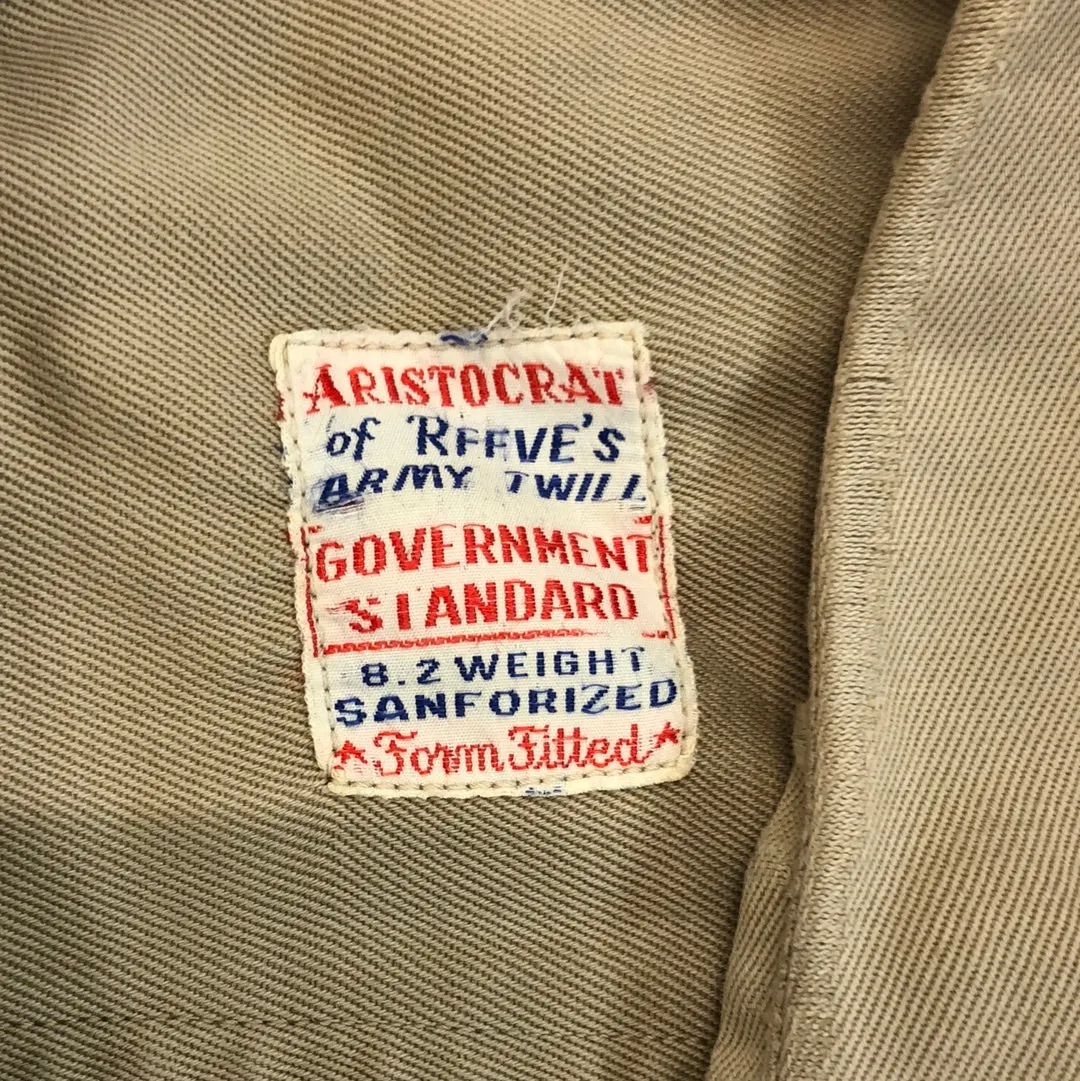 ARISTOCRAT
of REEVE'S
ARMY TWILL
GOVERNMENT
STANDARD
8.2 WEIGHT
SANFORIZED
Form Fitted